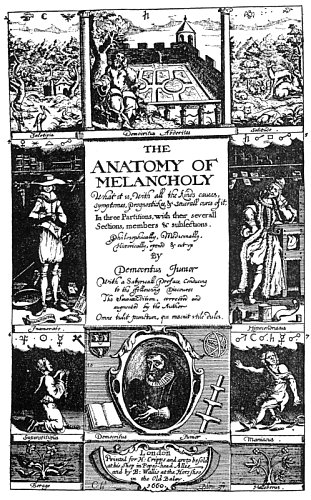 Zelotypia
Democritus Abderites
Solitudo
THE
ANATOMY OF
MELANCHOLY
What it is, With all the kinds causes,
symptomes, prognostickes, & severall cures of it.
In three Partitions, with their severall
Sections, members & subsections.
Philosophically, Medicinally,
Historically, opened & cut up
By
Democritus Junior
With a Satyricall Preface Conducing
to the following Discourse
The Edition, corrected and
augmented by the Author
Omne tulit punctum, qui miscuit utile dulci.
Inamorato
Hypocondriacus
Superstitiosus
Democritus Junior
Maniacus
Borage
London
Printed for H. Cripps and are to be sold
at his Shop in Popes-head Alley,
and by E: Wallis at the Horshoe
in the Old Baley
1660
Hellebor